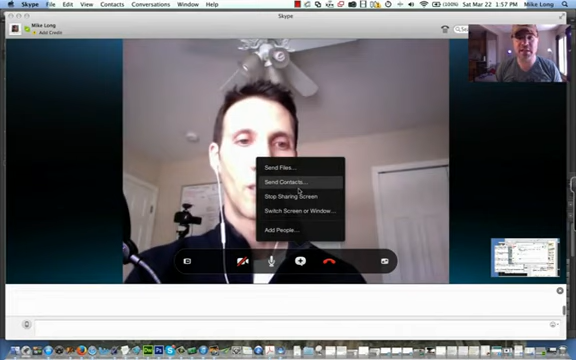 Skype File Edit View Contacts Conversations Window Help (100%) Sat Mar 22 1:57 PM Mike Long
Skype
Mike Long
Add Credit
Send Files...
Send Contacts...
Stop Sharing Screen
Switch Screen or Window...
Add People...